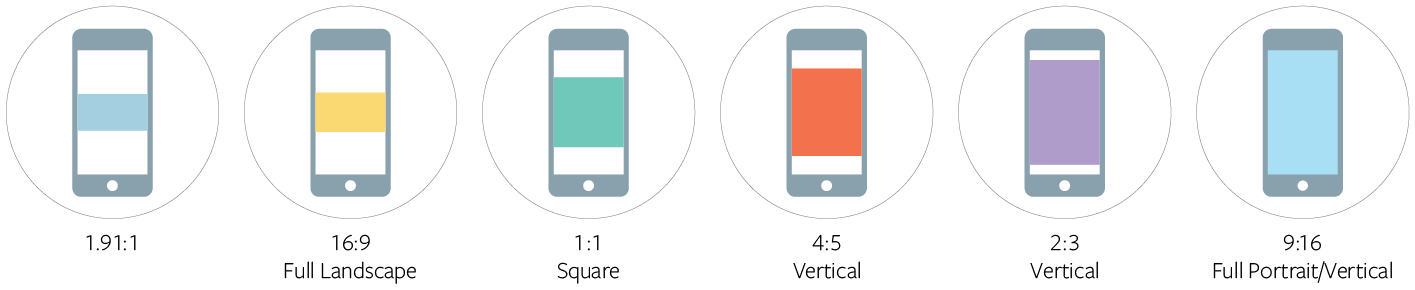 1.91:1
16:9
Full Landscape
1:1
Square
4:5
Vertical
2:3
Vertical
9:16
Full Portrait/Vertical